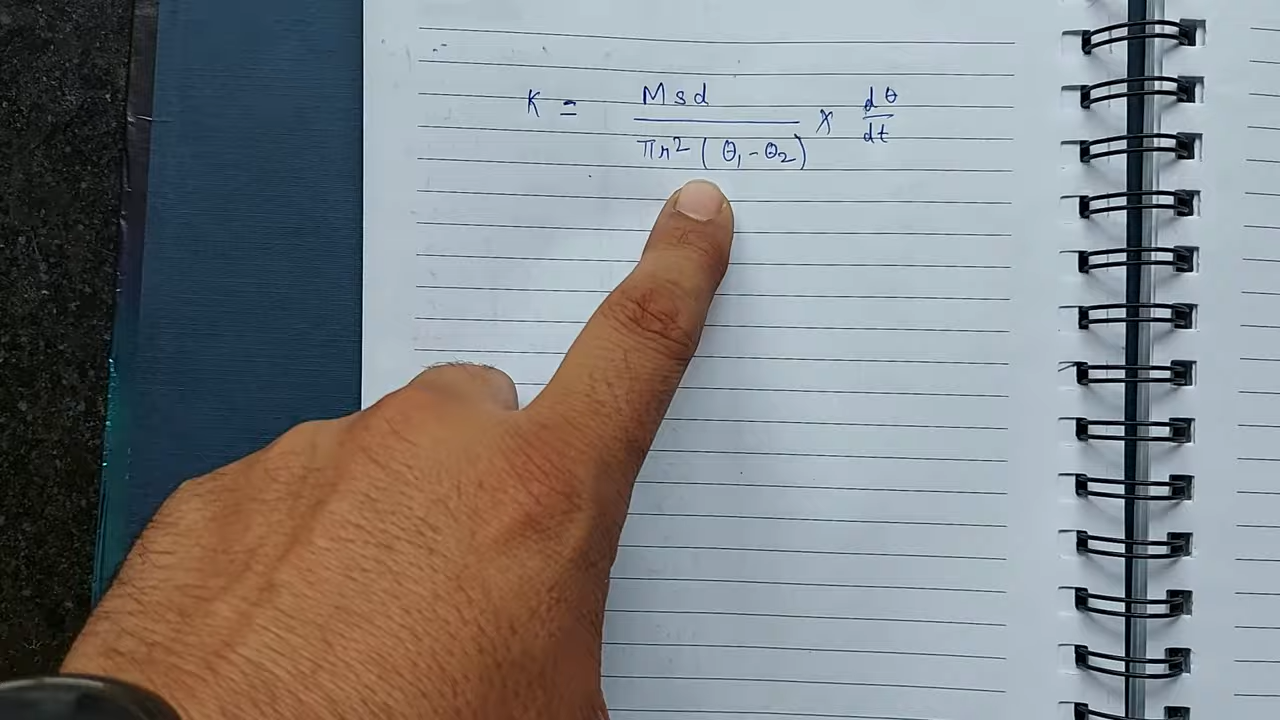 K = Msd / πr² (θ₁ - θ₂) × dθ/dt